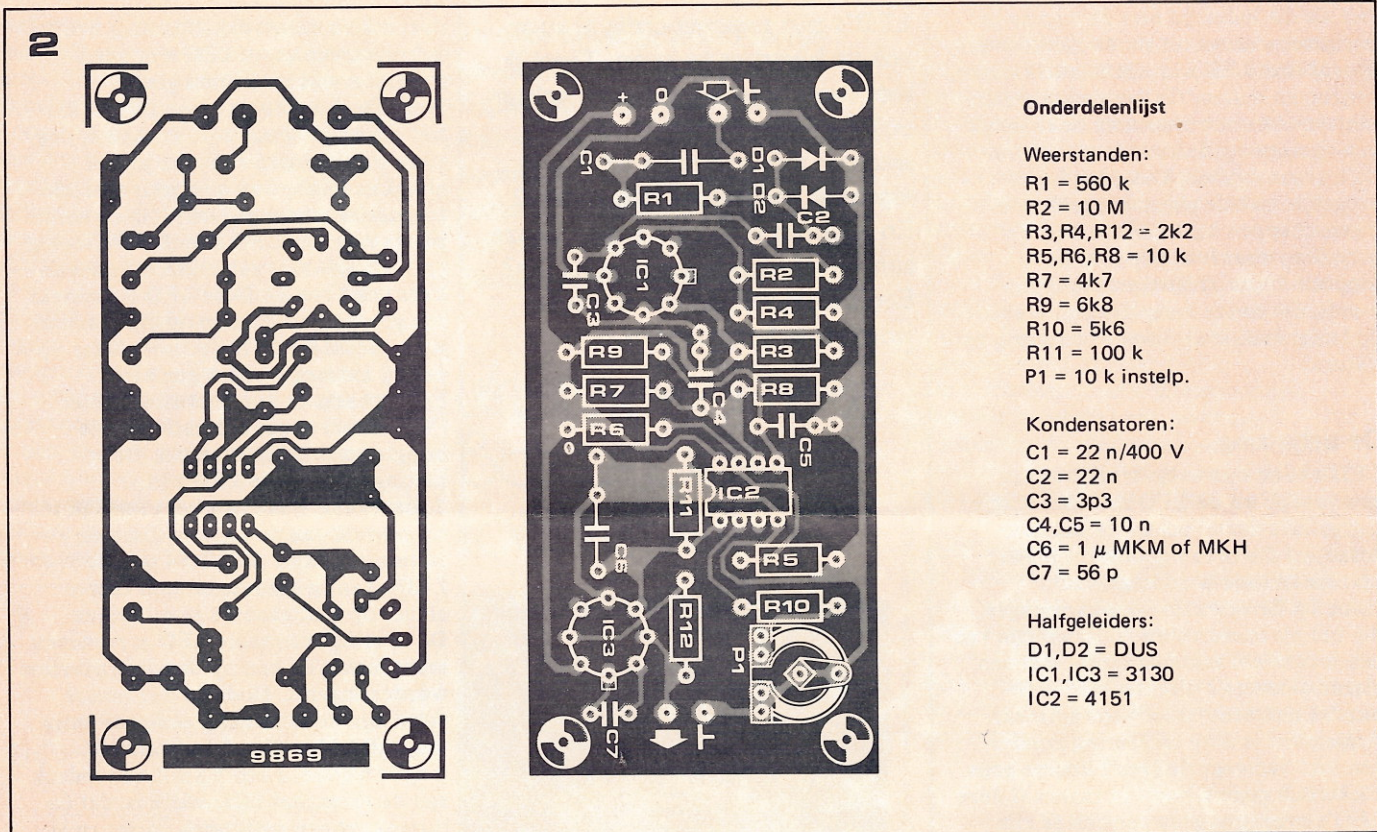 2
9869
+
0
C1
D1
D2
R1
C2
IC1
C3
R2
R4
R9
R3
R7
C4
R8
R6
C5
R11
IC2
C6
R5
IC3
R12
R10
P1
C7
Onderdelenlijst
Weerstanden:
R1 = 560 k
R2 = 10 M
R3,R4,R12 = 2k2
R5,R6,R8 = 10 k
R7 = 4k7
R9 = 6k8
R10 = 5k6
R11 = 100 k
P1 = 10 k instelp.
Kondensatoren:
C1 = 22 n/400 V
C2 = 22 n
C3 = 3p3
C4,C5 = 10 n
C6 = 1 μ MKM of MKH
C7 = 56 p
Halfgeleiders:
D1,D2 = DUS
IC1,IC3 = 3130
IC2 = 4151